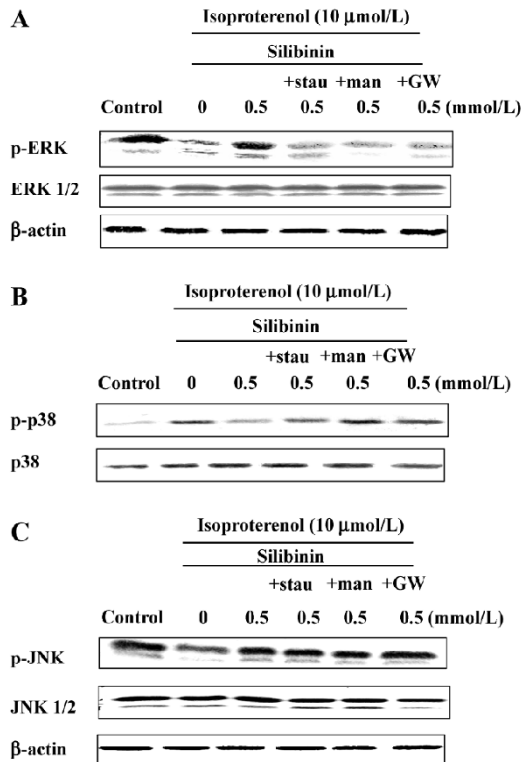 A
Isoproterenol (10 μmol/L)
Silibinin
+stau +man +GW
Control 0 0.5 0.5 0.5 0.5 (mmol/L)
p-ERK
ERK 1/2
β-actin
B
Isoproterenol (10 μmol/L)
Silibinin
+stau +man +GW
Control 0 0.5 0.5 0.5 0.5 (mmol/L)
p-p38
p38
C
Isoproterenol (10 μmol/L)
Silibinin
+stau +man +GW
Control 0 0.5 0.5 0.5 0.5 (mmol/L)
p-JNK
JNK 1/2
β-actin